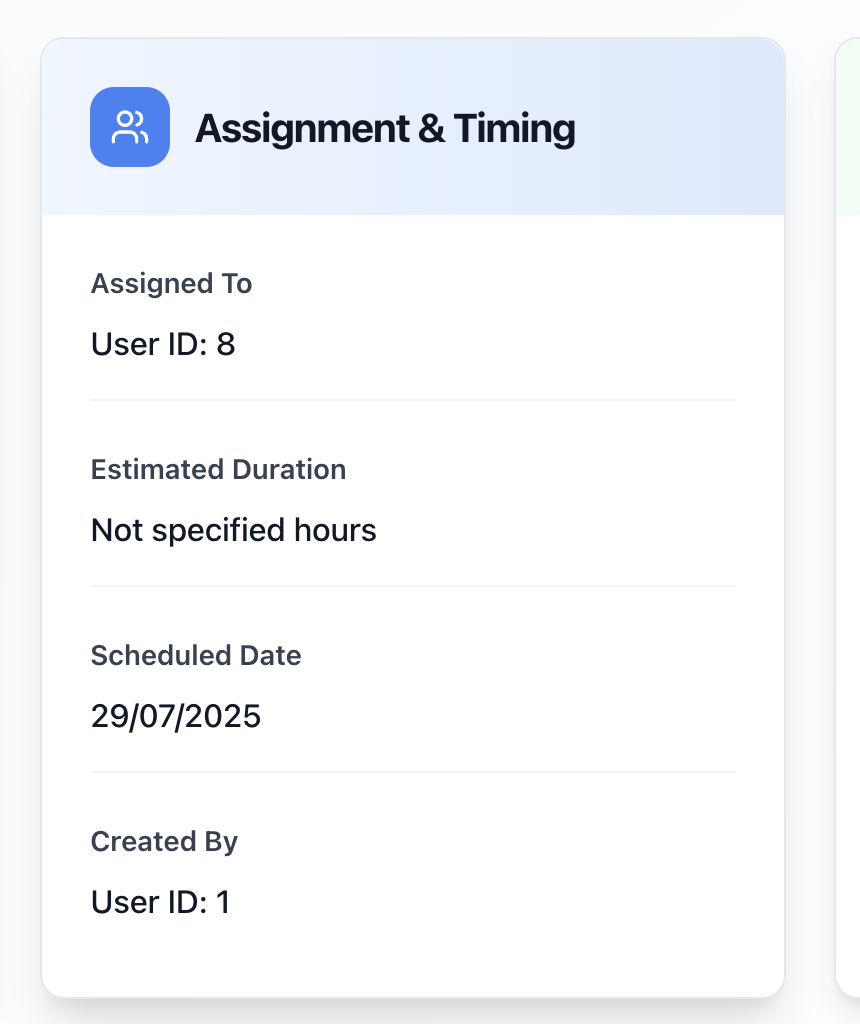 Assignment & Timing
Assigned To
User ID: 8
Estimated Duration
Not specified hours
Scheduled Date
29/07/2025
Created By
User ID: 1